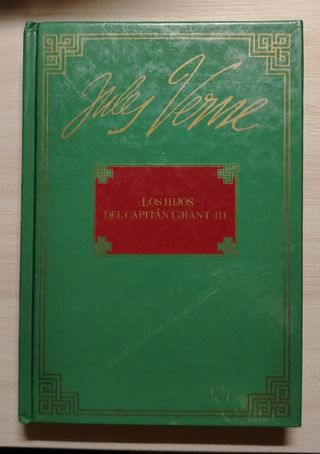 Jules Verne
LOS HIJOS
DEL CAPITÁN GRANT-III